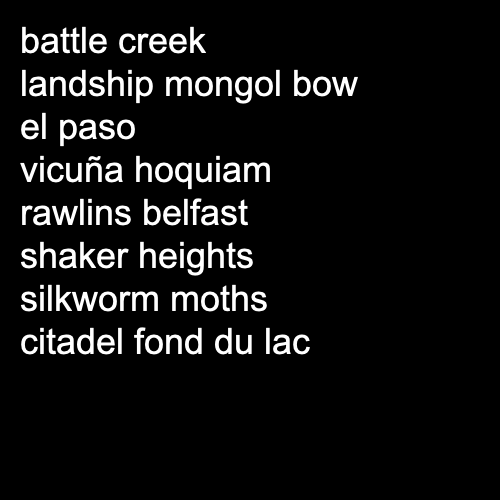 battle creek
landship mongol bow
el paso
vicuña hoquiam
rawlins belfast
shaker heights
silkworm moths
citadel fond du lac